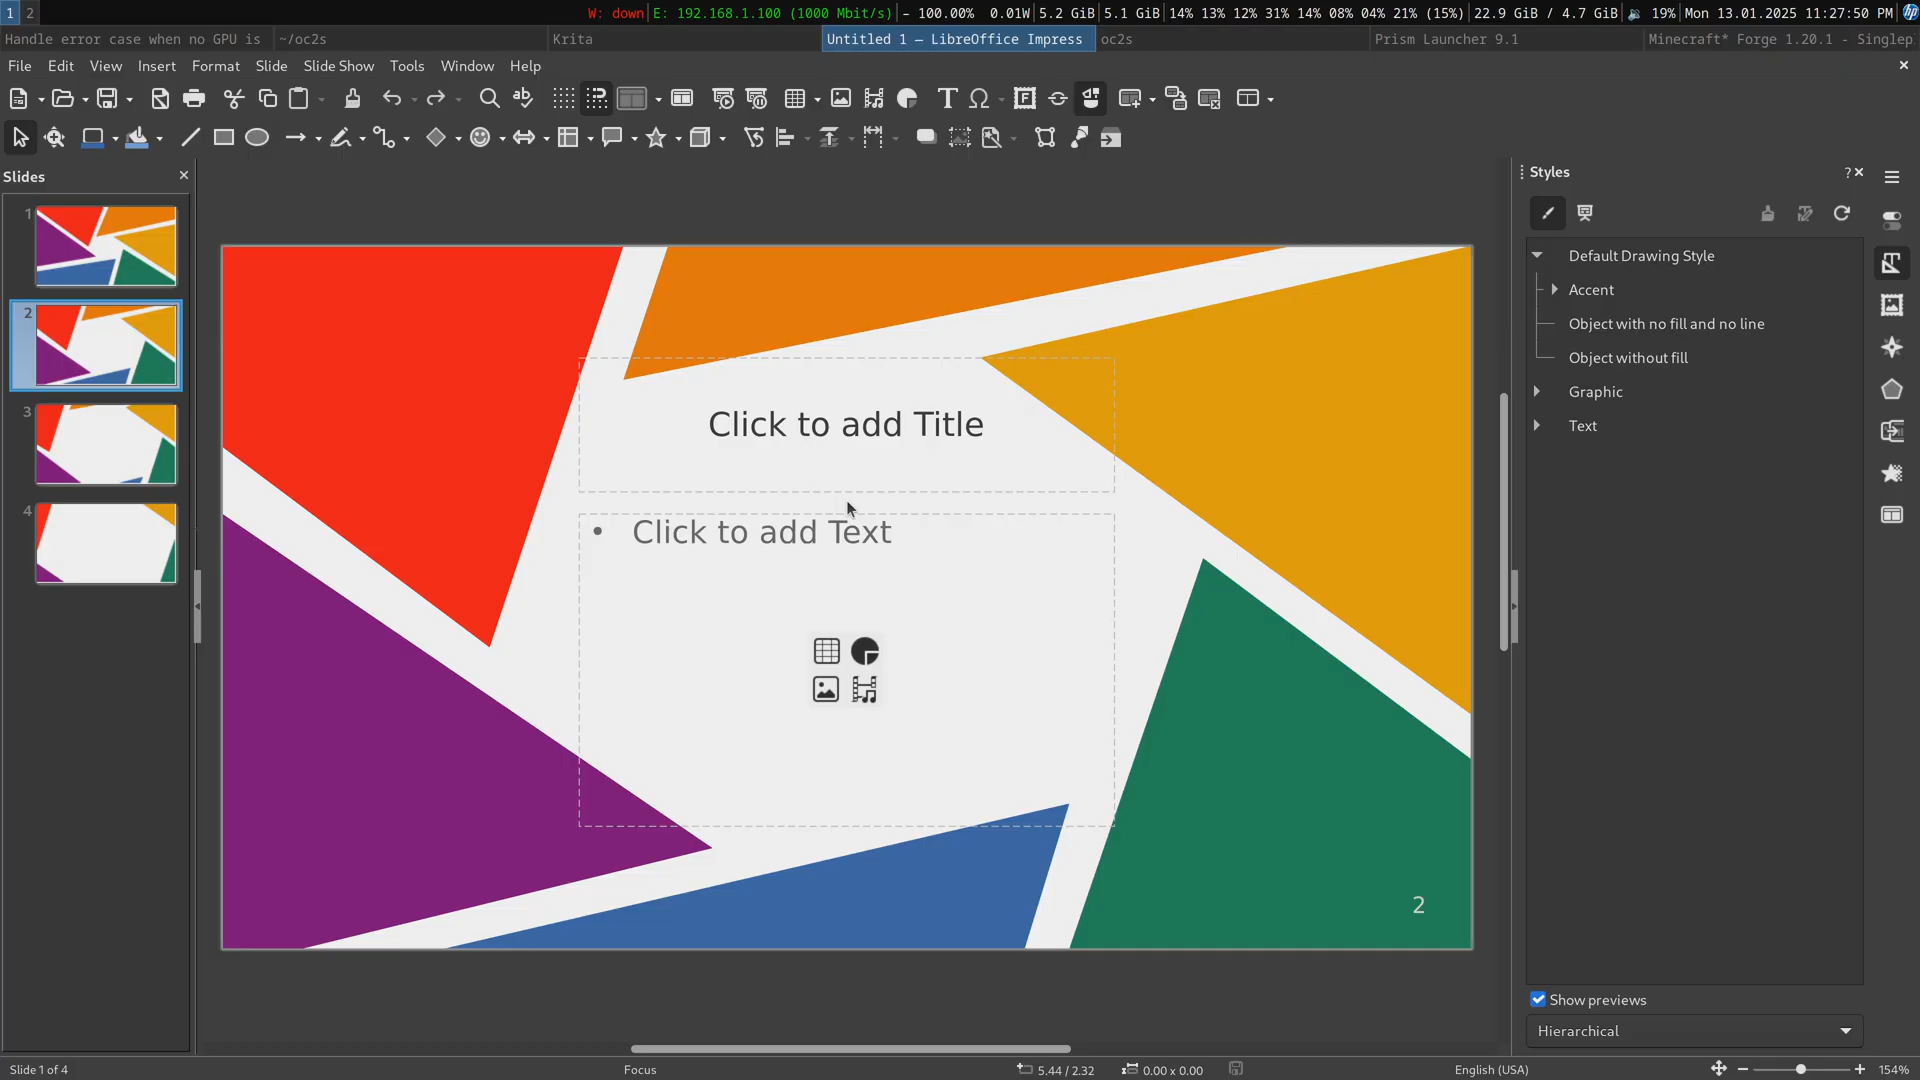 1 2 W: down E: 192.168.1.100 (1000 Mbit/s) – 100.00% 0.01W 5.2 GiB 5.1 GiB 14% 13% 12% 31% 14% 08% 04% 21% (15%) 22.9 GiB / 4.7 GiB 19% Mon 13.01.2025 11:27:50 PM
Handle error case when no GPU is ~/oc2s Krita Untitled 1 — LibreOffice Impress oc2s Prism Launcher 9.1 Minecraft* Forge 1.20.1 - Singlep
File Edit View Insert Format Slide Slide Show Tools Window Help
Slides
1
2
3
4
Click to add Title
• Click to add Text
2
Styles
Default Drawing Style
Accent
Object with no fill and no line
Object without fill
Graphic
Text
Show previews
Hierarchical
Slide 1 of 4 Focus 5.44 / 2.32 0.00 x 0.00 English (USA) 154%